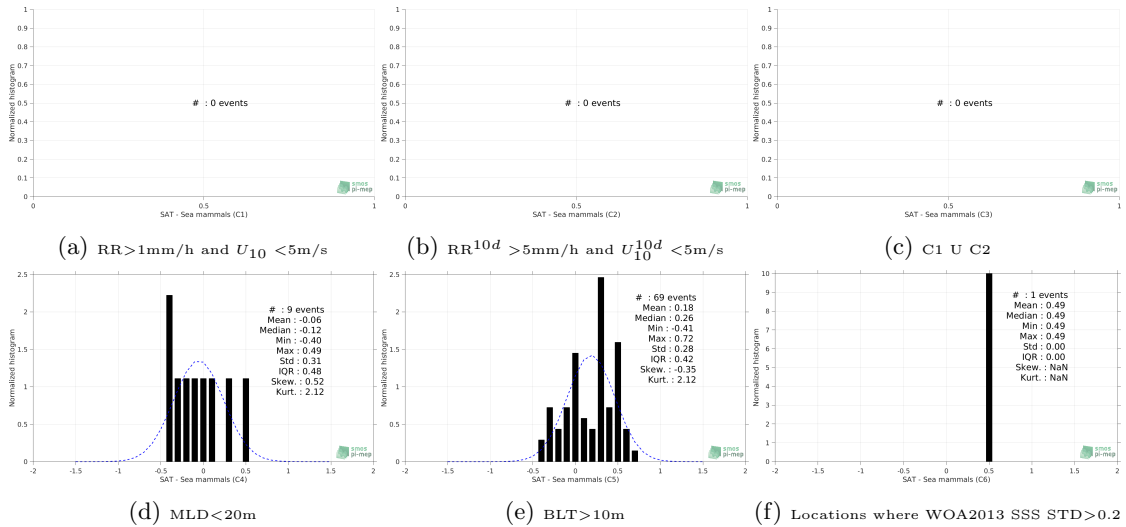 Normalized histogram
1
0.9
0.8
0.7
0.6
0.5
0.4
0.3
0.2
0.1
0
# : 0 events
smos
pi-mep
0 0.5 1
SAT - Sea mammals (C1)
(a) RR>1mm/h and U10 <5m/s
Normalized histogram
1
0.9
0.8
0.7
0.6
0.5
0.4
0.3
0.2
0.1
0
# : 0 events
smos
pi-mep
0 0.5 1
SAT - Sea mammals (C2)
(b) RR10d >5mm/h and U10d10 <5m/s
Normalized histogram
1
0.9
0.8
0.7
0.6
0.5
0.4
0.3
0.2
0.1
0
# : 0 events
smos
pi-mep
0 0.5 1
SAT - Sea mammals (C3)
(c) C1 U C2
Normalized histogram
2.5
2
1.5
1
0.5
0
# : 9 events
Mean : -0.06
Median : -0.12
Min : -0.40
Max : 0.49
Std : 0.31
IQR : 0.48
Skew. : 0.52
Kurt. : 2.12
smos
pi-mep
-2 -1.5 -1 -0.5 0 0.5 1 1.5 2
SAT - Sea mammals (C4)
(d) MLD<20m
Normalized histogram
2.5
2
1.5
1
0.5
0
# : 69 events
Mean : 0.18
Median : 0.26
Min : -0.41
Max : 0.72
Std : 0.28
IQR : 0.42
Skew. : -0.35
Kurt. : 2.12
smos
pi-mep
-2 -1.5 -1 -0.5 0 0.5 1 1.5 2
SAT - Sea mammals (C5)
(e) BLT>10m
Normalized histogram
10
9
8
7
6
5
4
3
2
1
0
# : 1 events
Mean : 0.49
Median : 0.49
Min : 0.49
Max : 0.49
Std : 0.00
IQR : 0.00
Skew. : NaN
Kurt. : NaN
smos
pi-mep
-2 -1.5 -1 -0.5 0 0.5 1 1.5 2
SAT - Sea mammals (C6)
(f) Locations where WOA2013 SSS STD>0.2